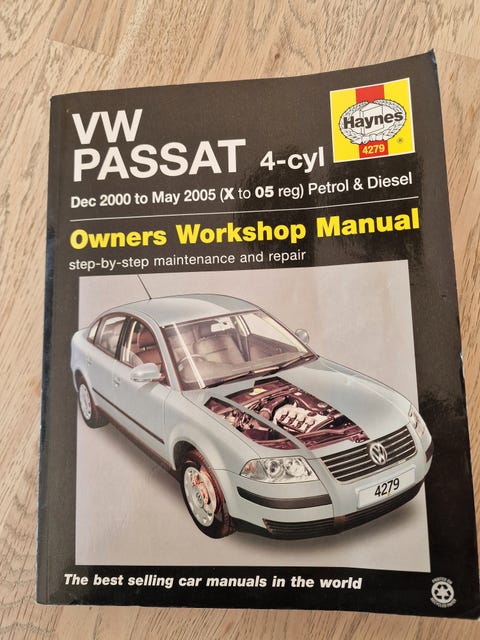 VW
PASSAT 4-cyl
Haynes
4279
Dec 2000 to May 2005 (X to 05 reg) Petrol & Diesel
Owners Workshop Manual
step-by-step maintenance and repair
4279
The best selling car manuals in the world